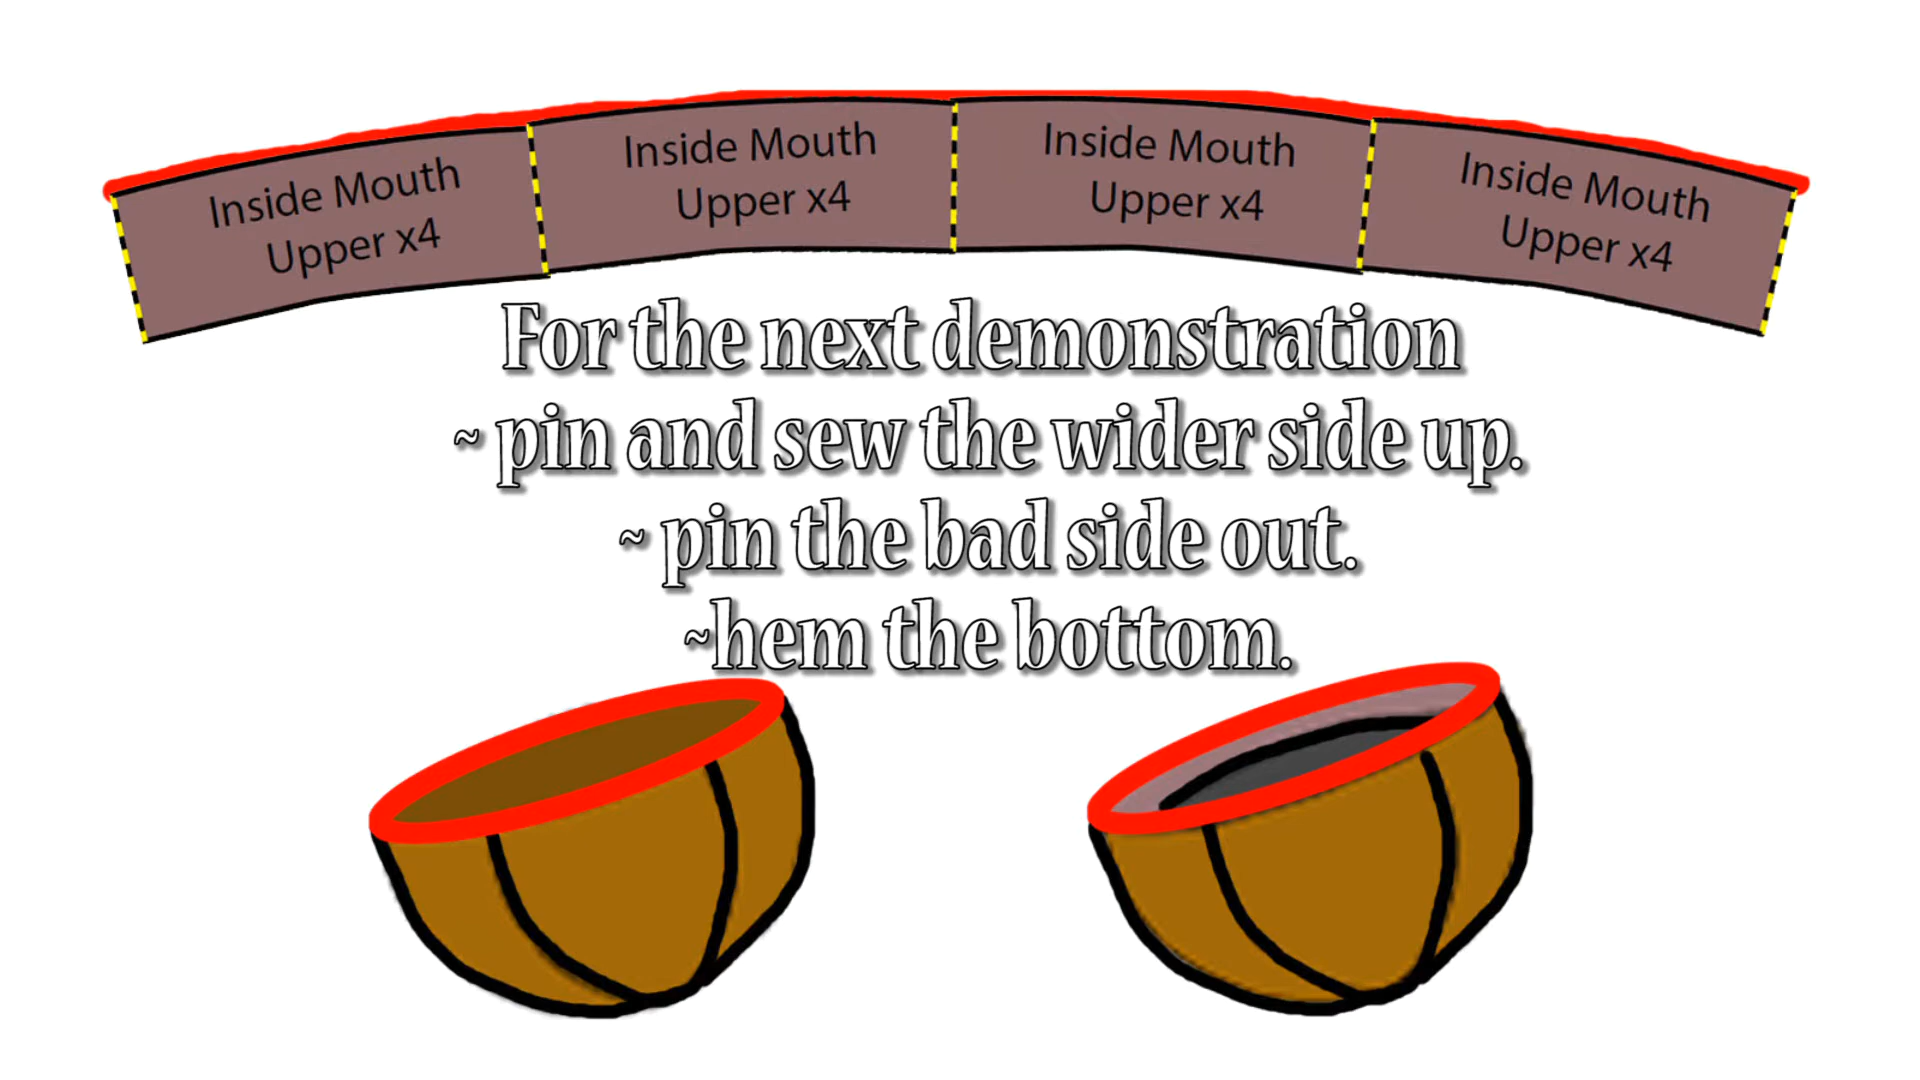 Inside Mouth
Upper x4
Inside Mouth
Upper x4
Inside Mouth
Upper x4
Inside Mouth
Upper x4
For the next demonstration
~ pin and sew the wider side up.
~ pin the bad side out.
~hem the bottom.